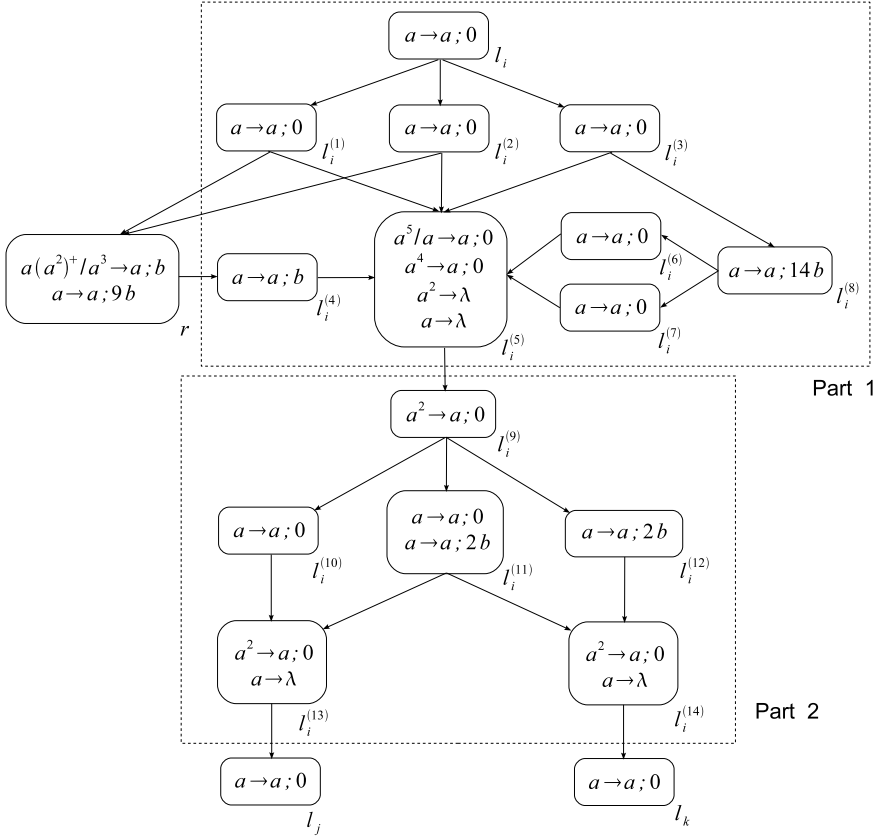 a→a;0
l_i
a→a;0
l_i^(1)
a→a;0
l_i^(2)
a→a;0
l_i^(3)
a(a^2)^+/a^3→a;b
a→a;9b
r
a→a;b
l_i^(4)
a^5/a→a;0
a^4→a;0
a^2→λ
a→λ
l_i^(5)
a→a;0
l_i^(6)
a→a;0
l_i^(7)
a→a;14b
l_i^(8)
Part 1
a^2→a;0
l_i^(9)
a→a;0
l_i^(10)
a→a;0
a→a;2b
l_i^(11)
a→a;2b
l_i^(12)
a^2→a;0
a→λ
l_i^(13)
a^2→a;0
a→λ
l_i^(14)
Part 2
a→a;0
l_j
a→a;0
l_k